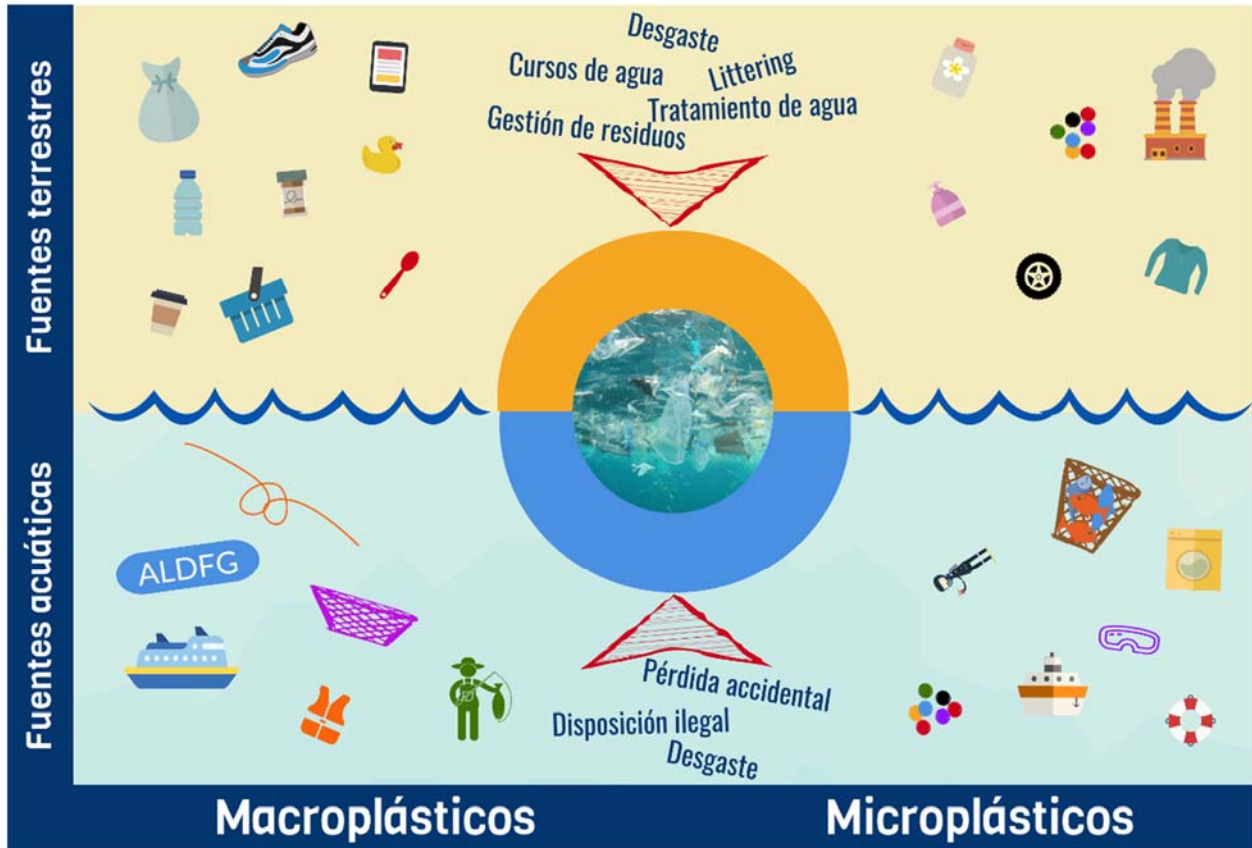 Fuentes terrestres
Desgaste
Cursos de agua
Littering
Tratamiento de agua
Gestión de residuos
Fuentes acuáticas
ALDFG
Pérdida accidental
Disposición ilegal
Desgaste
Macroplásticos
Microplásticos